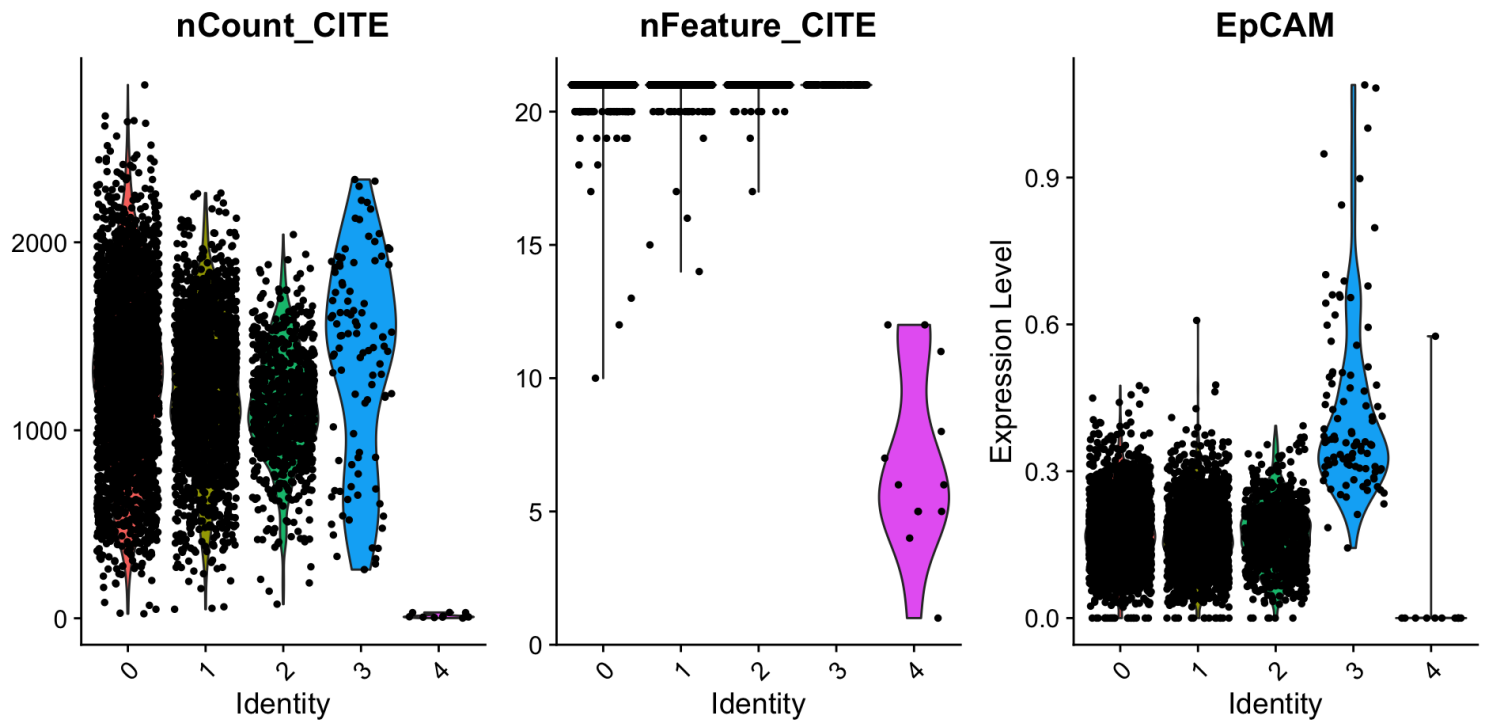 nCount_CITE
2000
1000
0
0 1 2 3 4
Identity
nFeature_CITE
20
15
10
5
0
0 1 2 3 4
Identity
EpCAM
Expression Level
0.9
0.6
0.3
0.0
0 1 2 3 4
Identity